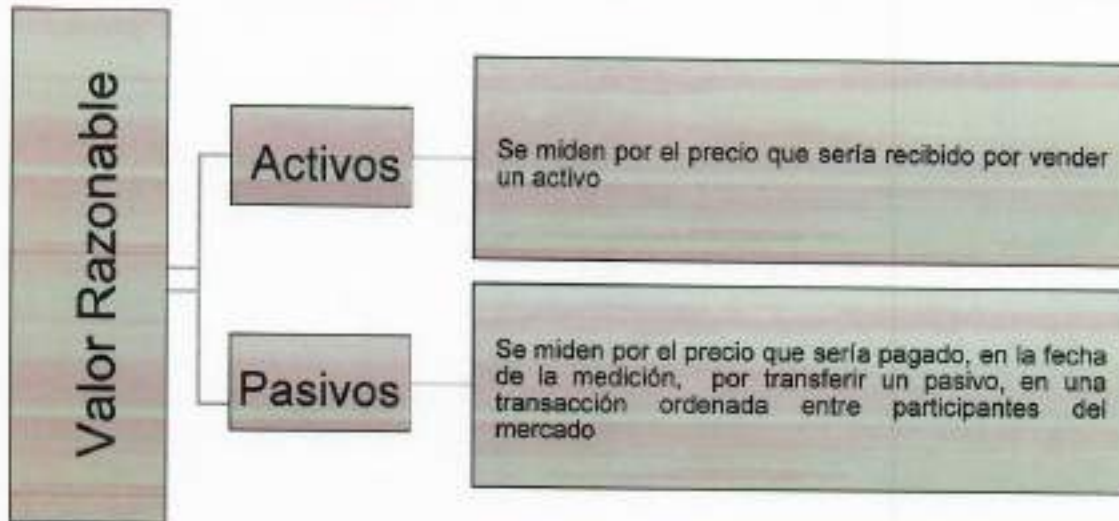 Valor Razonable
Activos
Se miden por el precio que sería recibido por vender
un activo
Pasivos
Se miden por el precio que sería pagado, en la fecha
de la medición, por transferir un pasivo, en una
transacción ordenada entre participantes del
mercado